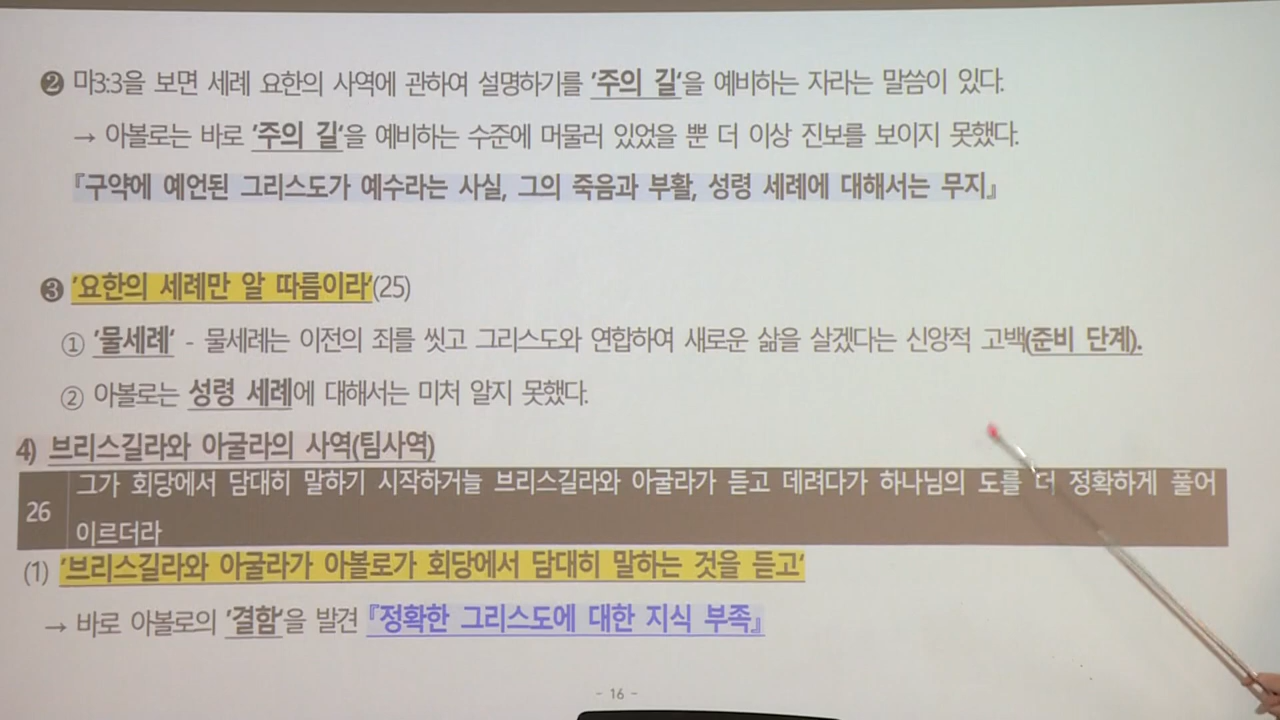 ❷ 마3:3을 보면 세례 요한의 사역에 관하여 설명하기를 '주의 길'을 예비하는 자라는 말씀이 있다.
→ 아볼로는 바로 '주의 길'을 예비하는 수준에 머물러 있었을 뿐 더 이상 진보를 보이지 못했다.
『구약에 예언된 그리스도가 예수라는 사실, 그의 죽음과 부활, 성령 세례에 대해서는 무지』
❸ '요한의 세례만 알 따름이라'(25)
① '물세례' - 물세례는 이전의 죄를 씻고 그리스도와 연합하여 새로운 삶을 살겠다는 신앙적 고백(준비 단계).
② 아볼로는 성령 세례에 대해서는 미처 알지 못했다.
4) 브리스길라와 아굴라의 사역(팀사역)
26 그가 회당에서 담대히 말하기 시작하거늘 브리스길라와 아굴라가 듣고 데려다가 하나님의 도를 더 정확하게 풀어
이르더라
(1) '브리스길라와 아굴라가 아볼로가 회당에서 담대히 말하는 것을 듣고'
→ 바로 아볼로의 '결함'을 발견 『정확한 그리스도에 대한 지식 부족』
- 16 -